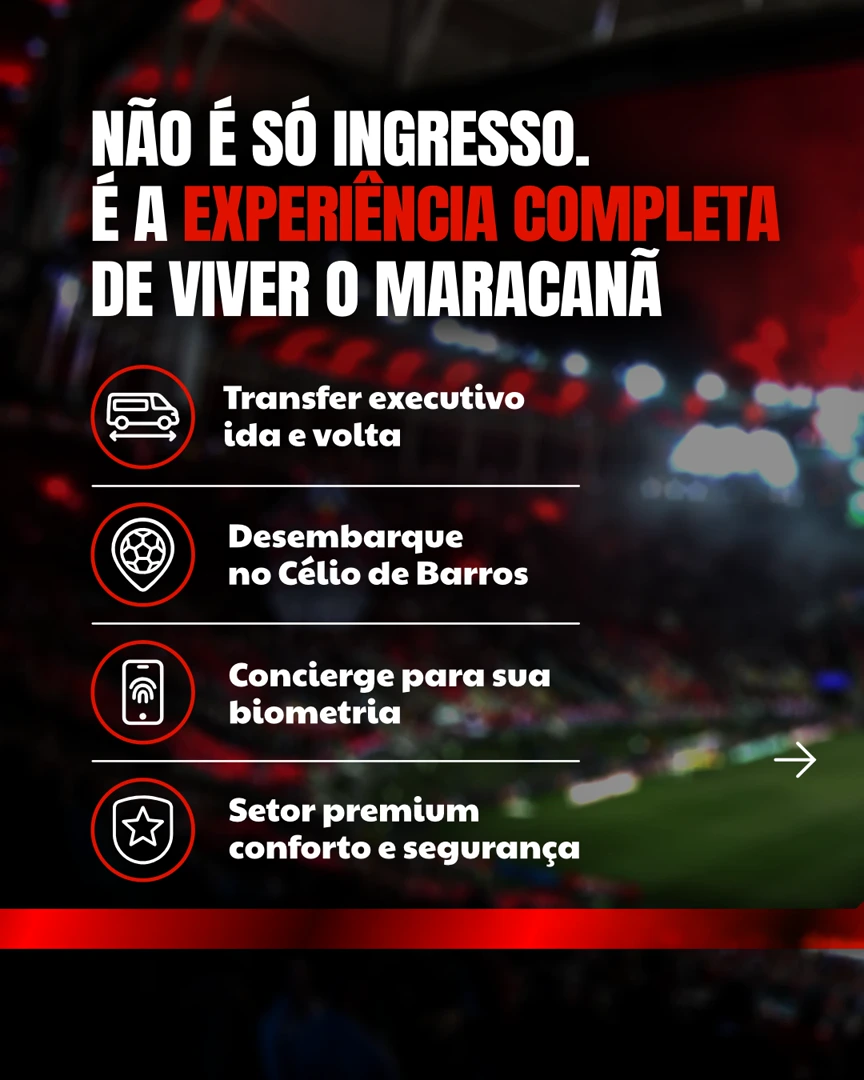 NÃO É SÓ INGRESSO.
É A EXPERIÊNCIA COMPLETA
DE VIVER O MARACANÃ
Transfer executivo
ida e volta
Desembarque
no Célio de Barros
Concierge para sua
biometria
Setor premium
conforto e segurança